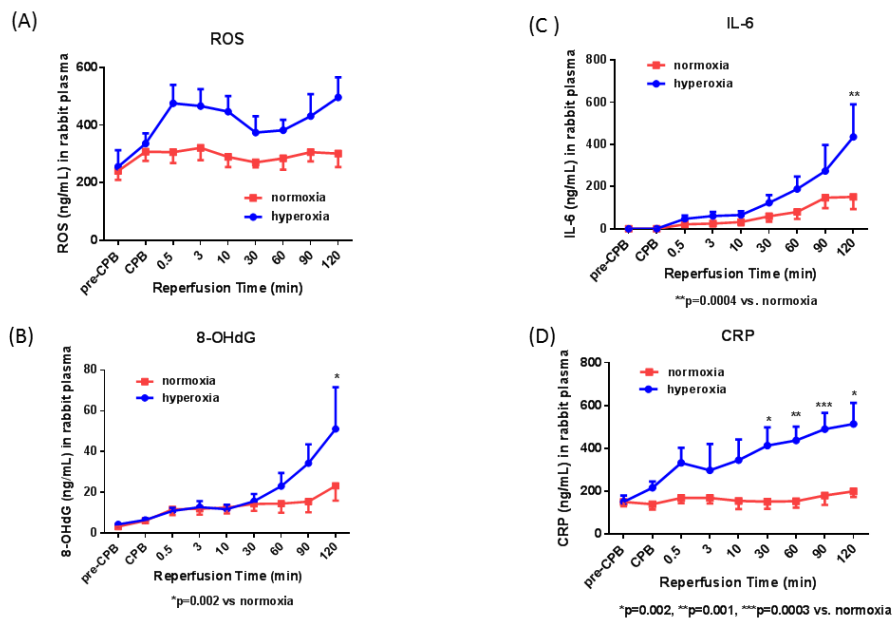 (A)
ROS
ROS (ng/mL) in rabbit plasma
600
400
200
0
normoxia
hyperoxia
pre-CPB
CPB
0.5
3
10
30
60
90
120
Reperfusion Time (min)
(B)
8-OHdG
8-OHdG (ng/mL) in rabbit plasma
80
60
40
20
0
normoxia
hyperoxia
*
pre-CPB
CPB
0.5
3
10
30
60
90
120
Reperfusion Time (min)
*p=0.002 vs normoxia
(C )
IL-6
IL-6 (ng/mL) in rabbit plasma
800
600
400
200
0
normoxia
hyperoxia
**
pre-CPB
CPB
0.5
3
10
30
60
90
120
Reperfusion Time (min)
**p=0.0004 vs. normoxia
(D)
CRP
CRP (ng/mL) in rabbit plasma
800
600
400
200
0
normoxia
hyperoxia
*
**
***
*
pre-CPB
CPB
0.5
3
10
30
60
90
120
Reperfusion Time (min)
*p=0.002, **p=0.001, ***p=0.0003 vs. normoxia